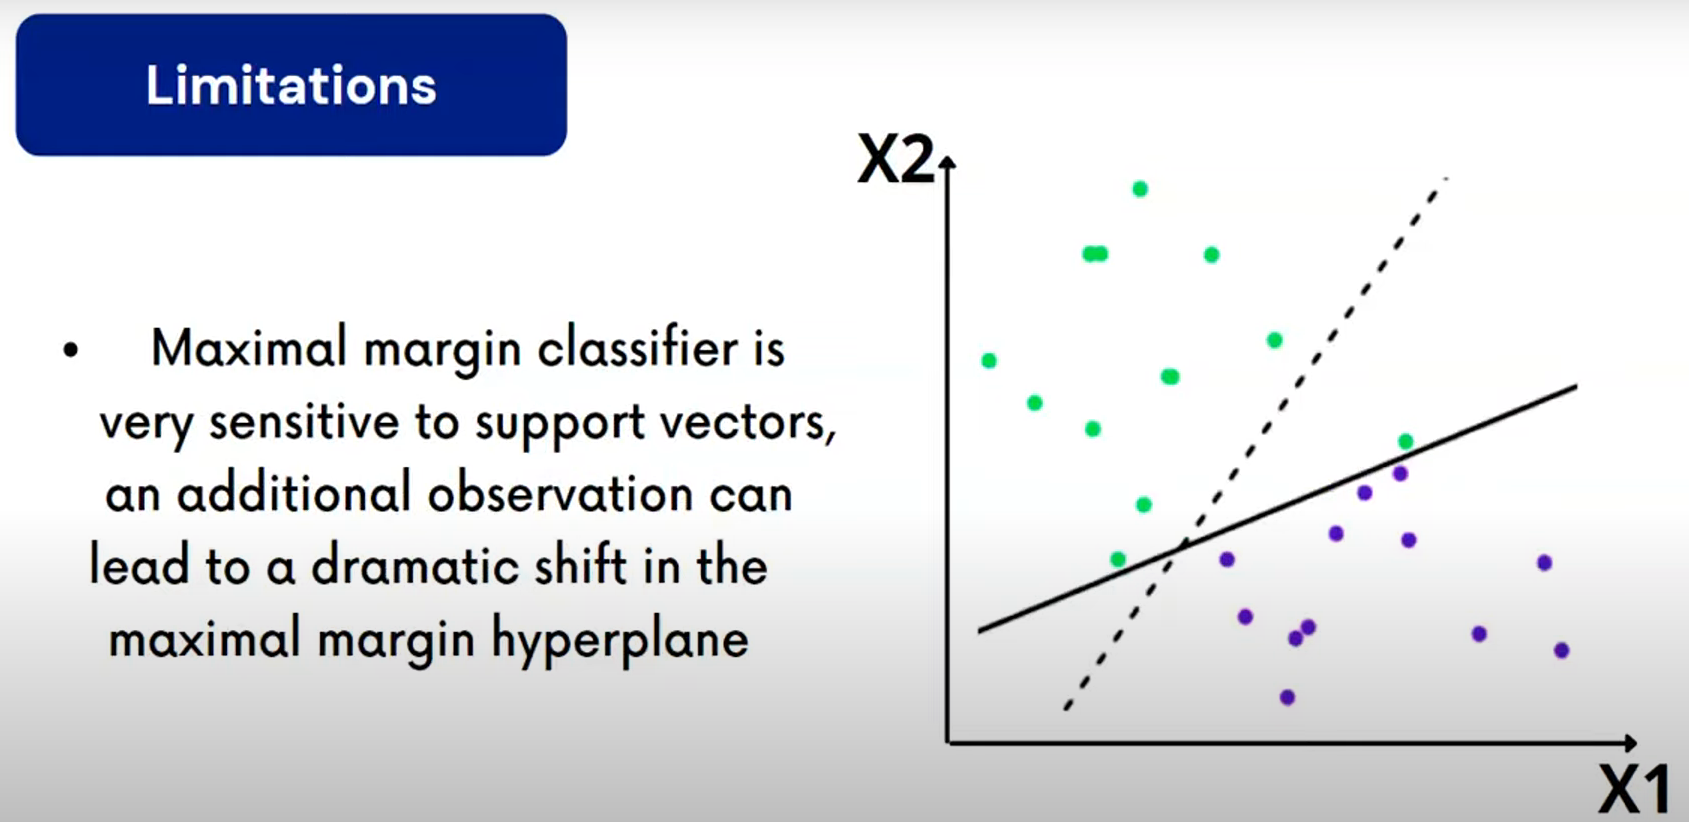 Limitations
• Maximal margin classifier is
very sensitive to support vectors,
an additional observation can
lead to a dramatic shift in the
maximal margin hyperplane
X2
X1